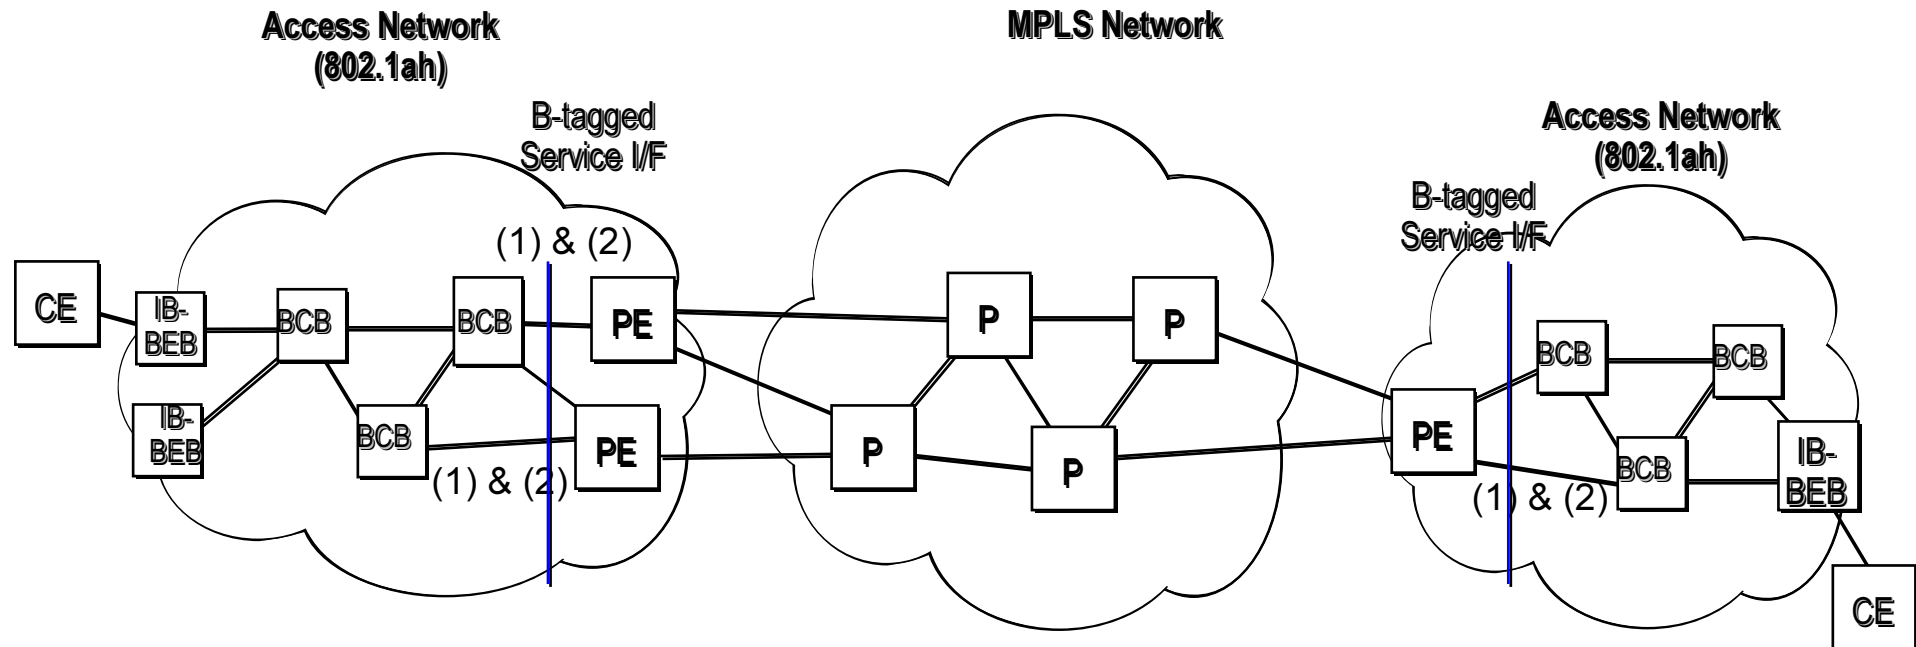 Access Network
(802.1ah)
MPLS Network
B-tagged
Service I/F
Access Network
(802.1ah)
B-tagged
Service I/F
(1) & (2)
CE
IB-
BEB
BCB
BCB
PE
P
P
BCB
BCB
IB-
BEB
BCB
PE
P
P
PE
BCB
IB-
BEB
(1) & (2)
(1) & (2)
CE